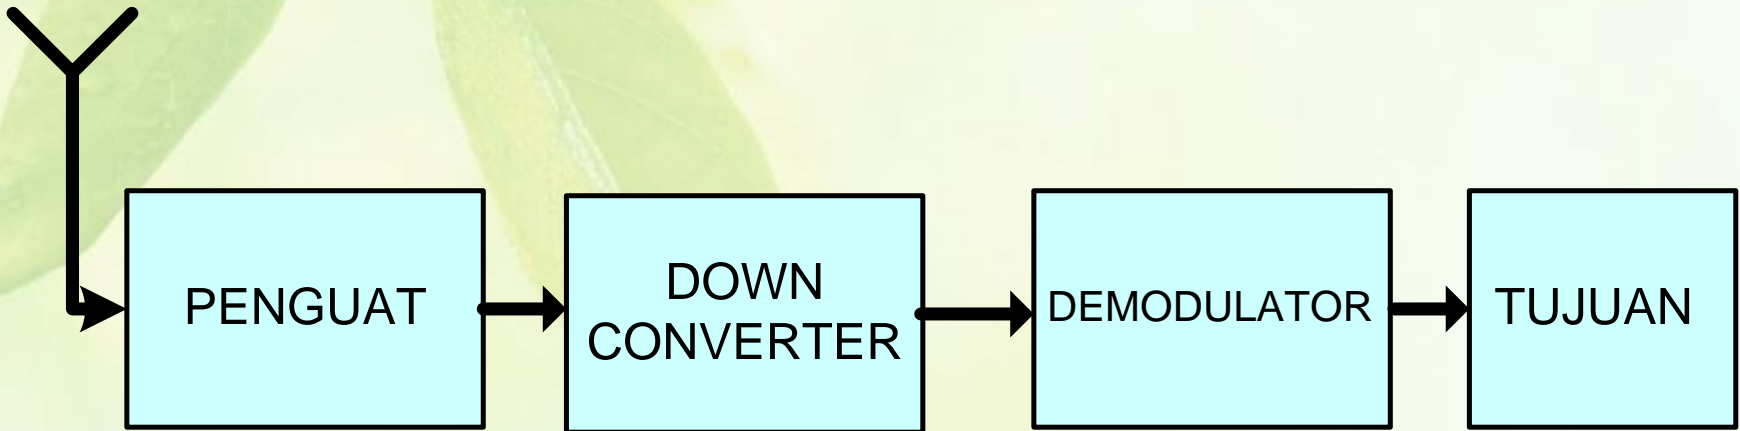 PENGUAT
DOWN
CONVERTER
DEMODULATOR
TUJUAN